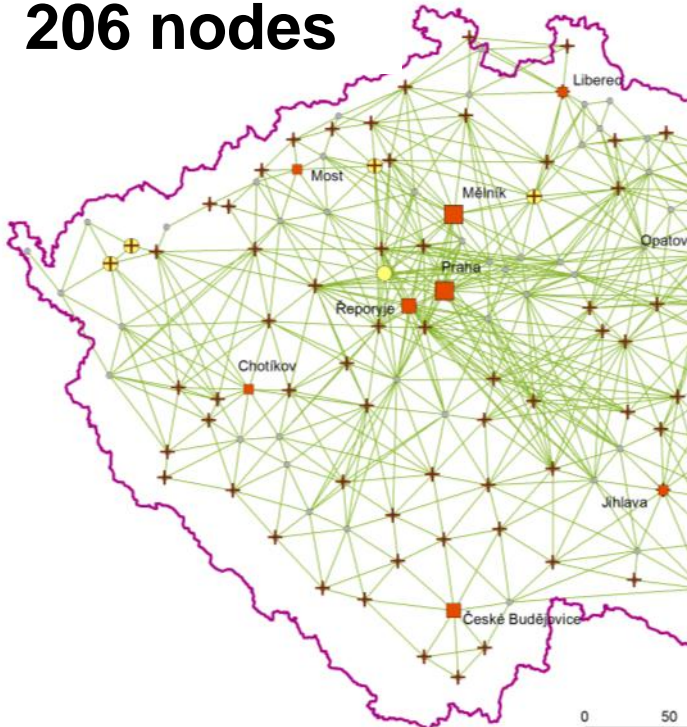 206 nodes
Liberec
Most
Mělník
Opatov
Praha
Řeporyje
Chotíkov
Jihlava
České Budějovice
0 50